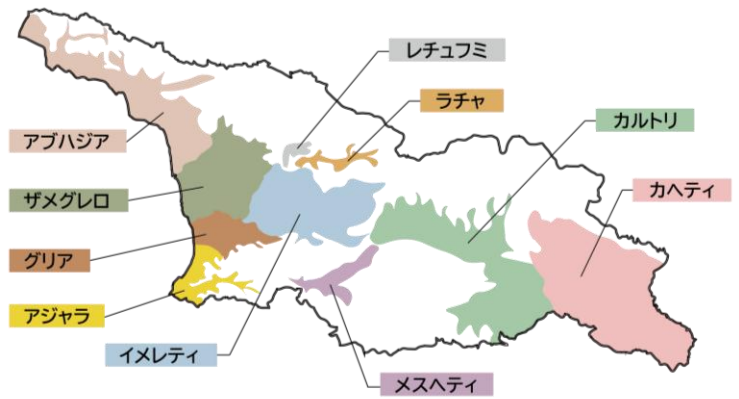 レチュフミ
ラチャ
カルトリ
アブハジア
カヘティ
ザメグレロ
グリア
アジャラ
イメレティ
メスヘティ